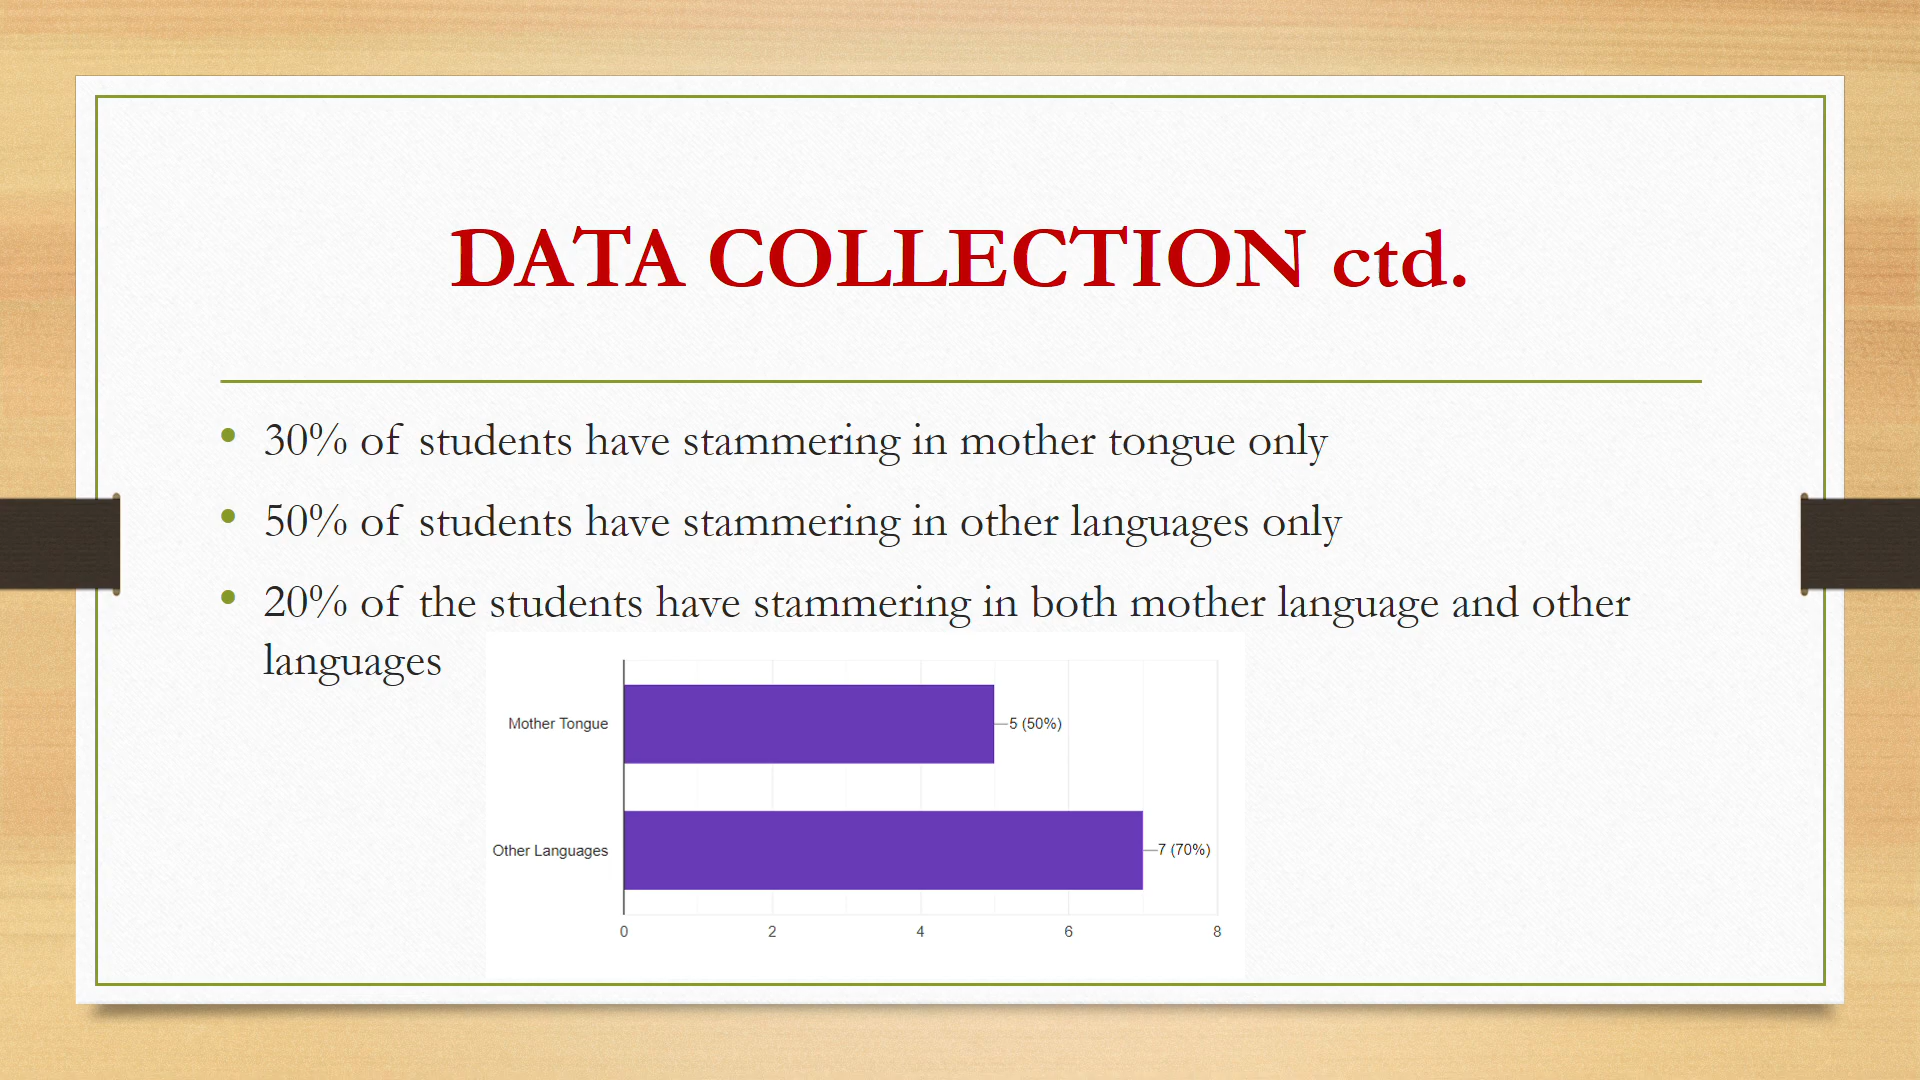 DATA COLLECTION ctd.
• 30% of students have stammering in mother tongue only
• 50% of students have stammering in other languages only
• 20% of the students have stammering in both mother language and other
languages
Mother Tongue
5 (50%)
Other Languages
7 (70%)
0 2 4 6 8